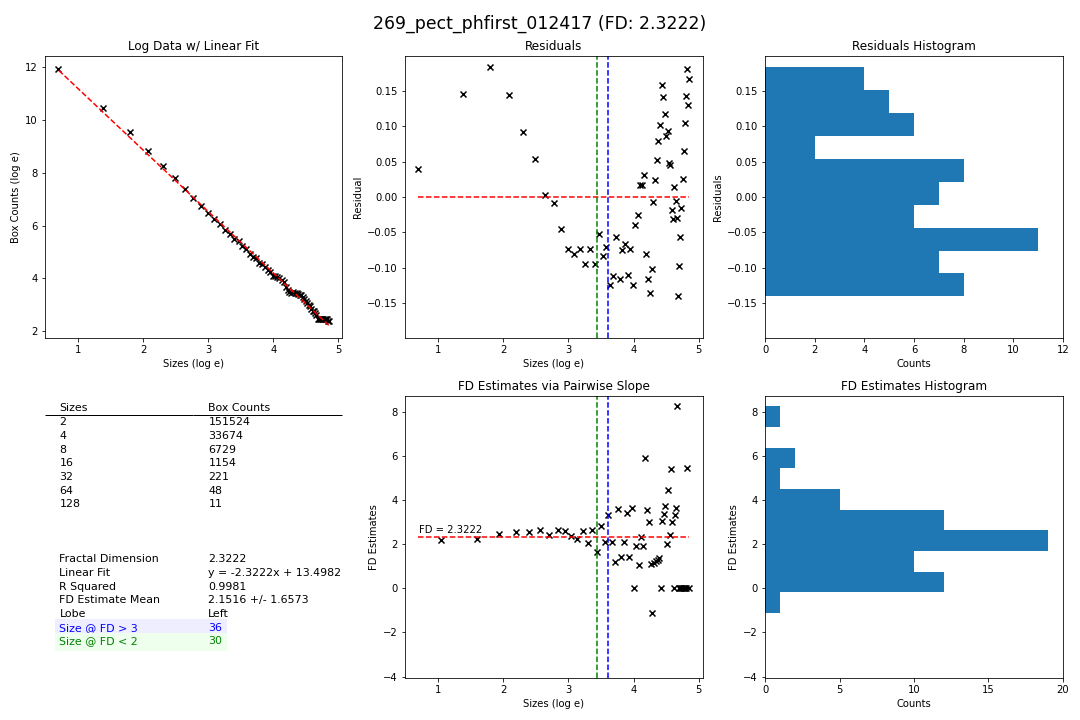 269_pect_phfirst_012417 (FD: 2.3222)
Log Data w/ Linear Fit
Box Counts (log e)
12
10
8
6
4
2
1 2 3 4 5
Sizes (log e)
Residuals
Residual
0.15
0.10
0.05
0.00
−0.05
−0.10
−0.15
1 2 3 4 5
Sizes (log e)
Residuals Histogram
Residuals
0.15
0.10
0.05
0.00
−0.05
−0.10
−0.15
0 2 4 6 8 10 12
Counts
Sizes Box Counts
2 151524
4 33674
8 6729
16 1154
32 221
64 48
128 11
Fractal Dimension 2.3222
Linear Fit y = -2.3222x + 13.4982
R Squared 0.9981
FD Estimate Mean 2.1516 +/- 1.6573
Lobe Left
Size @ FD > 3 36
Size @ FD < 2 30
FD Estimates via Pairwise Slope
FD Estimates
8
6
4
2
0
−2
−4
FD = 2.3222
1 2 3 4 5
Sizes (log e)
FD Estimates Histogram
FD Estimates
8
6
4
2
0
−2
−4
0 5 10 15 20
Counts